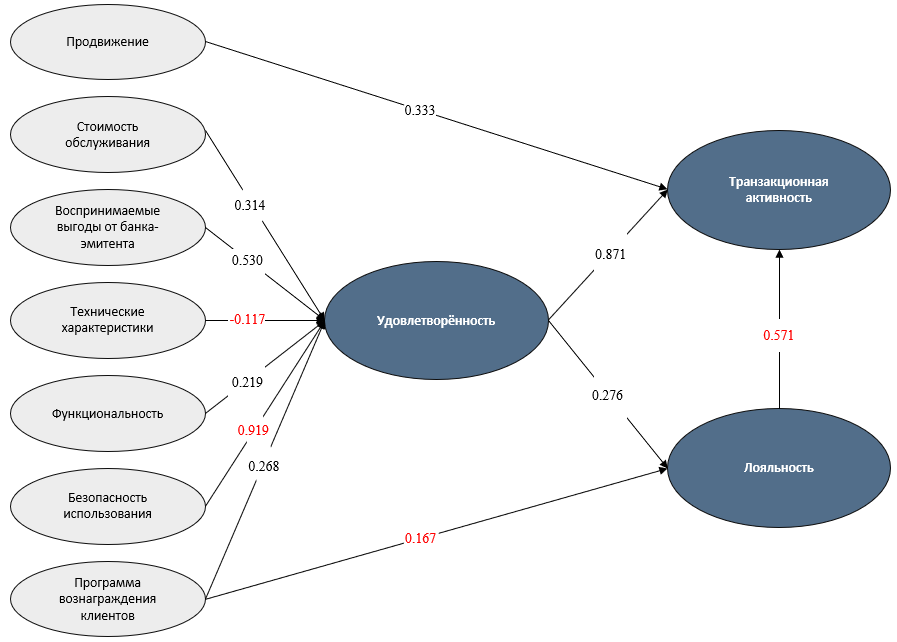 Продвижение
0.333
Стоимость
обслуживания
Транзакционная
активность
0.314
Воспринимаемые
выгоды от банка-
эмитента
0.530
0.871
Технические
характеристики
-0.117
Удовлетворённость
0.571
0.219
0.276
Функциональность
0.919
0.268
Лояльность
Безопасность
использования
0.167
Программа
вознаграждения
клиентов